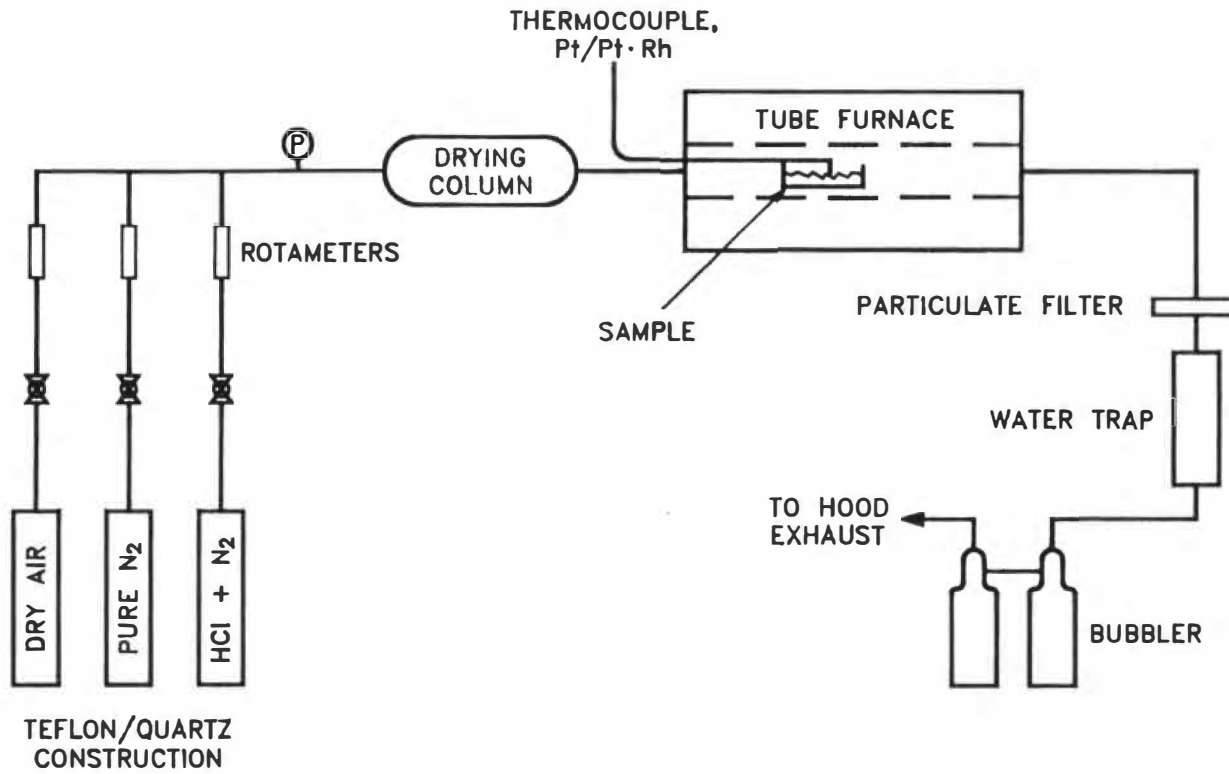 THERMOCOUPLE,
Pt/Pt·Rh
TUBE FURNACE
P
DRYING
COLUMN
ROTAMETERS
SAMPLE
PARTICULATE FILTER
WATER TRAP
TO HOOD
EXHAUST
DRY AIR
PURE N₂
HCl + N₂
BUBBLER
TEFLON/QUARTZ
CONSTRUCTION